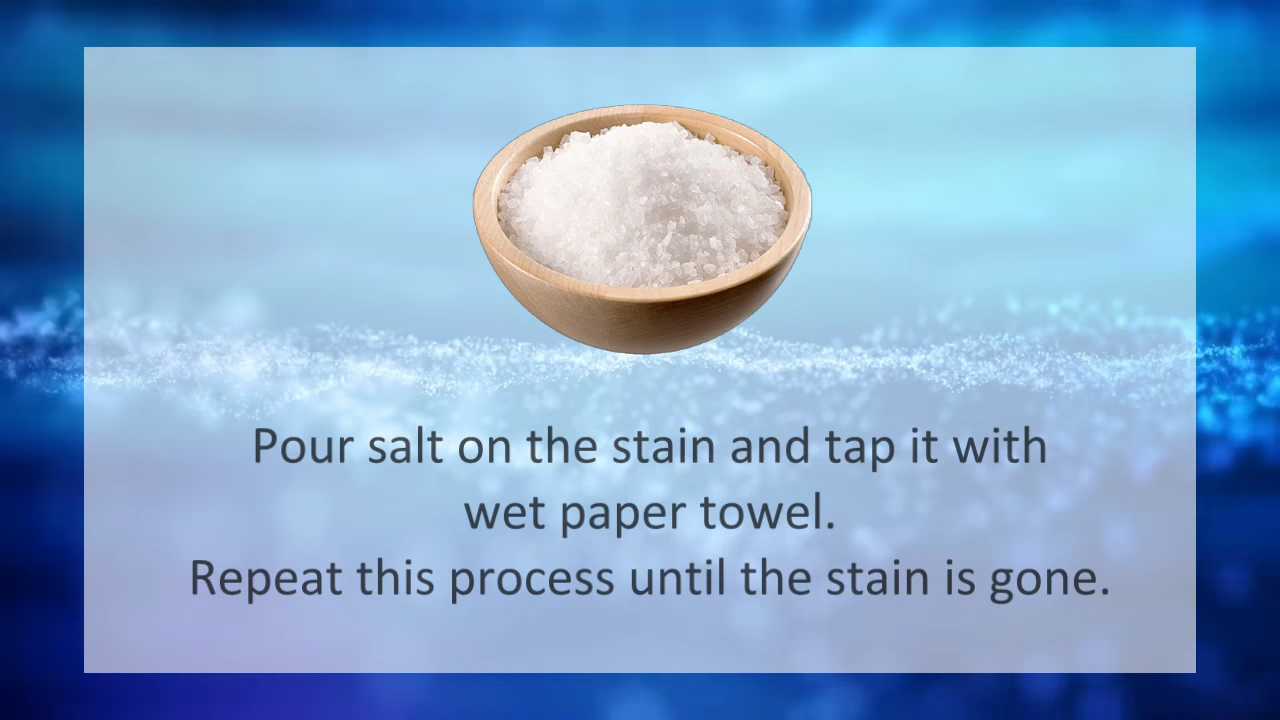 Pour salt on the stain and tap it with
wet paper towel.
Repeat this process until the stain is gone.